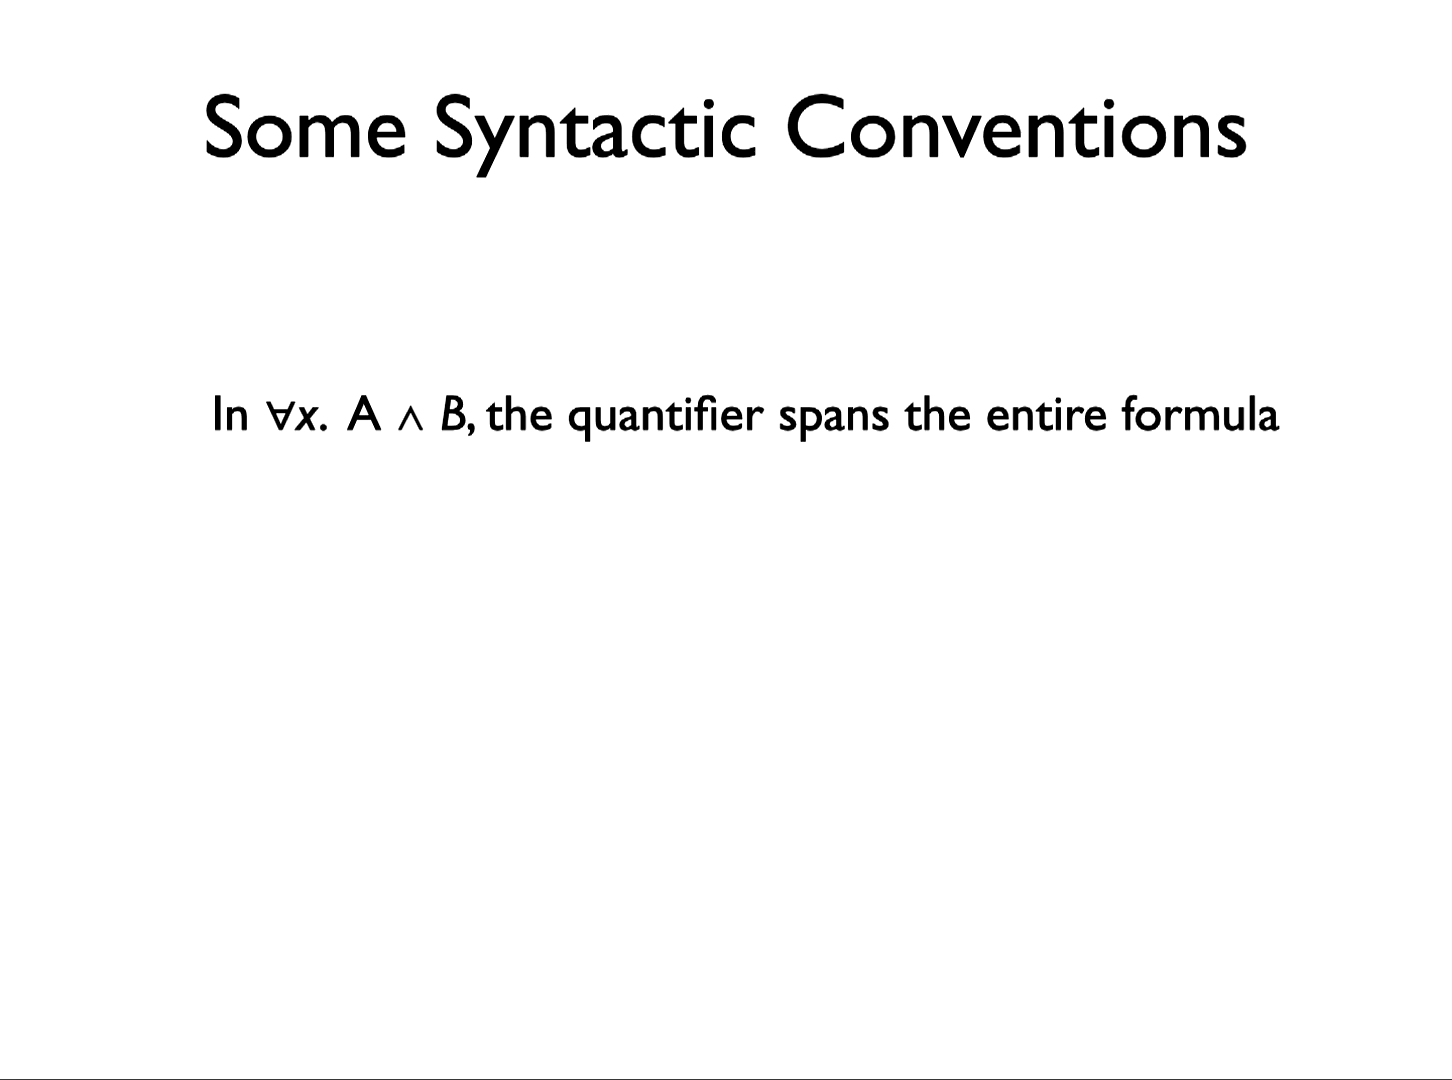 Some Syntactic Conventions
In ∀x. A ∧ B, the quantifier spans the entire formula